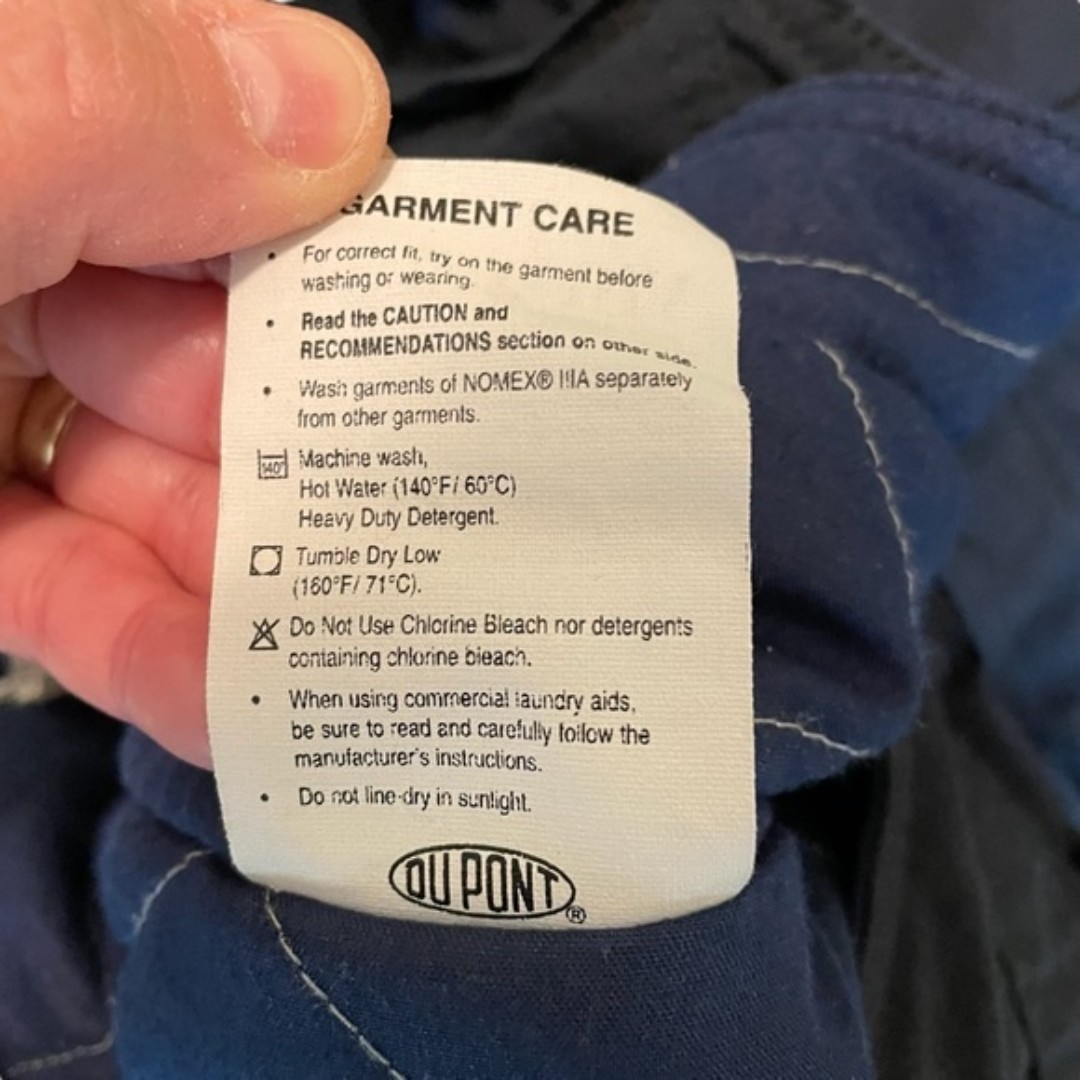 GARMENT CARE
• For correct fit, try on the garment before
washing or wearing.
• Read the CAUTION and
RECOMMENDATIONS section on other side.
• Wash garments of NOMEX® IIIA separately
from other garments.
140° Machine wash,
Hot Water (140°F/ 60°C)
Heavy Duty Detergent.
Tumble Dry Low
(160°F/ 71°C).
Do Not Use Chlorine Bleach nor detergents
containing chlorine bleach.
• When using commercial laundry aids,
be sure to read and carefully follow the
manufacturer's instructions.
• Do not line-dry in sunlight.
DU PONT®